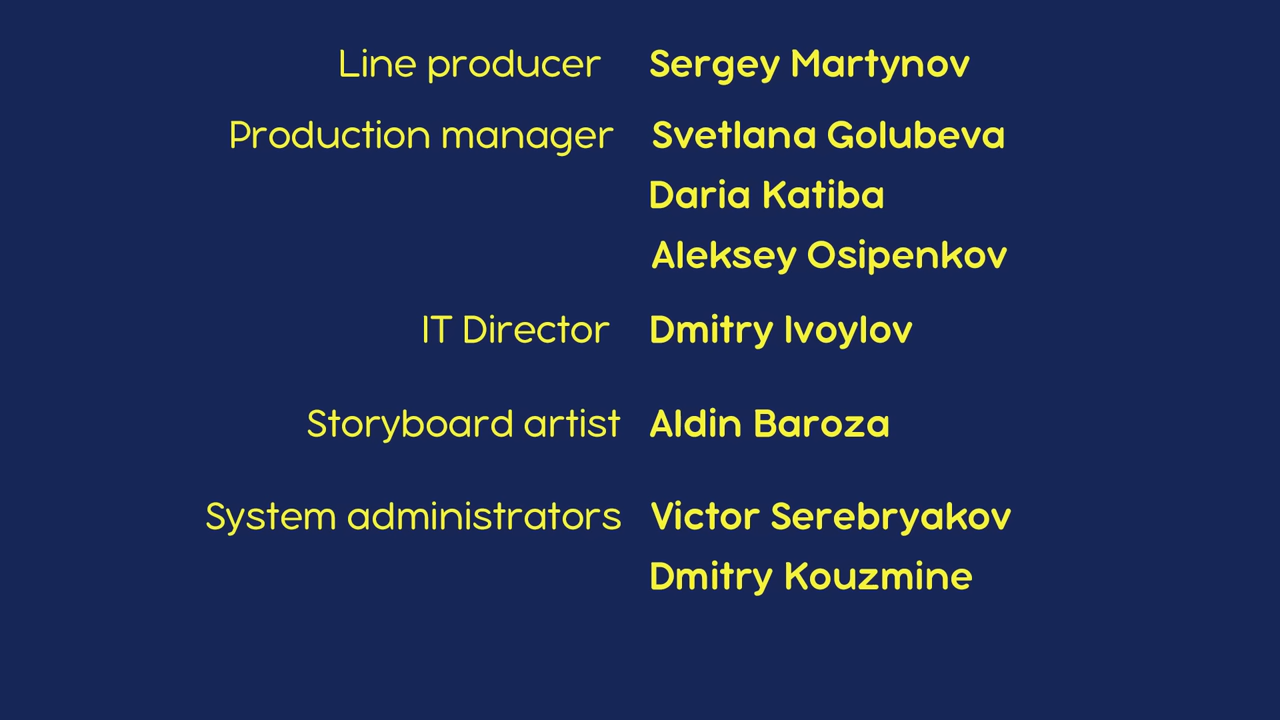 Line producer Sergey Martynov
Production manager Svetlana Golubeva
Daria Katiba
Aleksey Osipenkov
IT Director Dmitry Ivoylov
Storyboard artist Aldin Baroza
System administrators Victor Serebryakov
Dmitry Kouzmine